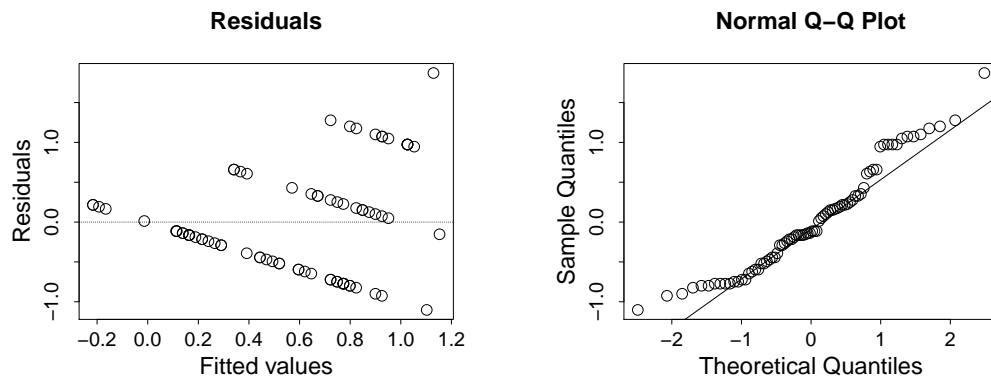 Residuals
Residuals
1.0
0.0
−1.0
−0.2 0.0 0.2 0.4 0.6 0.8 1.0 1.2
Fitted values
Normal Q−Q Plot
Sample Quantiles
1.0
0.0
−1.0
−2 −1 0 1 2
Theoretical Quantiles